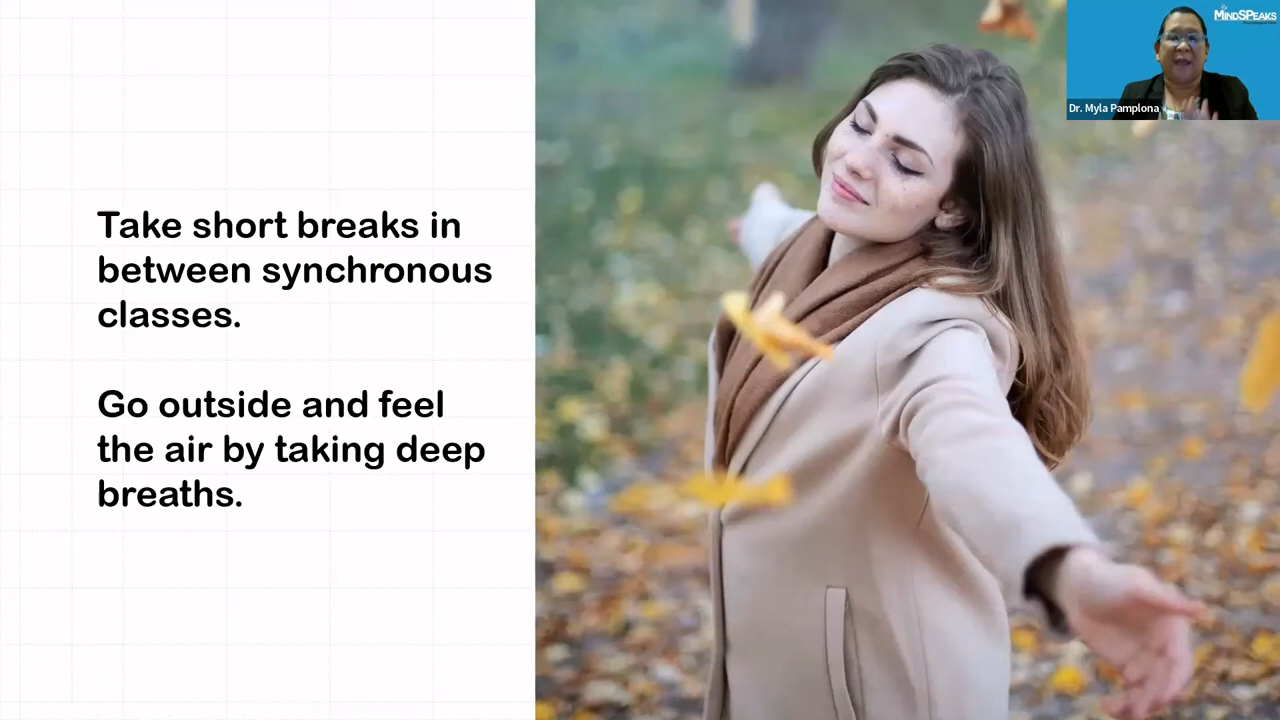 Take short breaks in
between synchronous
classes.
Go outside and feel
the air by taking deep
breaths.
MINDSPEAKS
Dr. Myla Pamplona